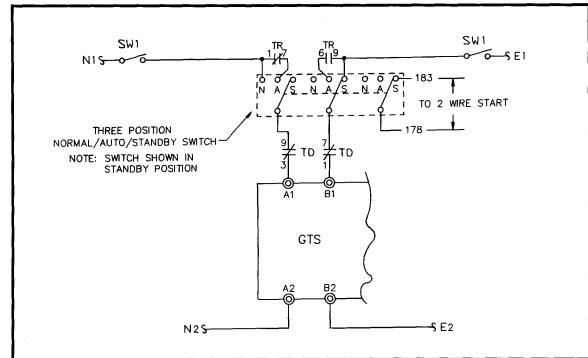 SW1
TR
1 7
TR
6 9
SW1
N1
E1
N A S N A S N A S
183
TO 2 WIRE START
178
THREE POSITION
NORMAL/AUTO/STANDBY SWITCH
NOTE: SWITCH SHOWN IN
STANDBY POSITION
9 TD
3
7 TD
1
A1
B1
GTS
A2
B2
N2
E2